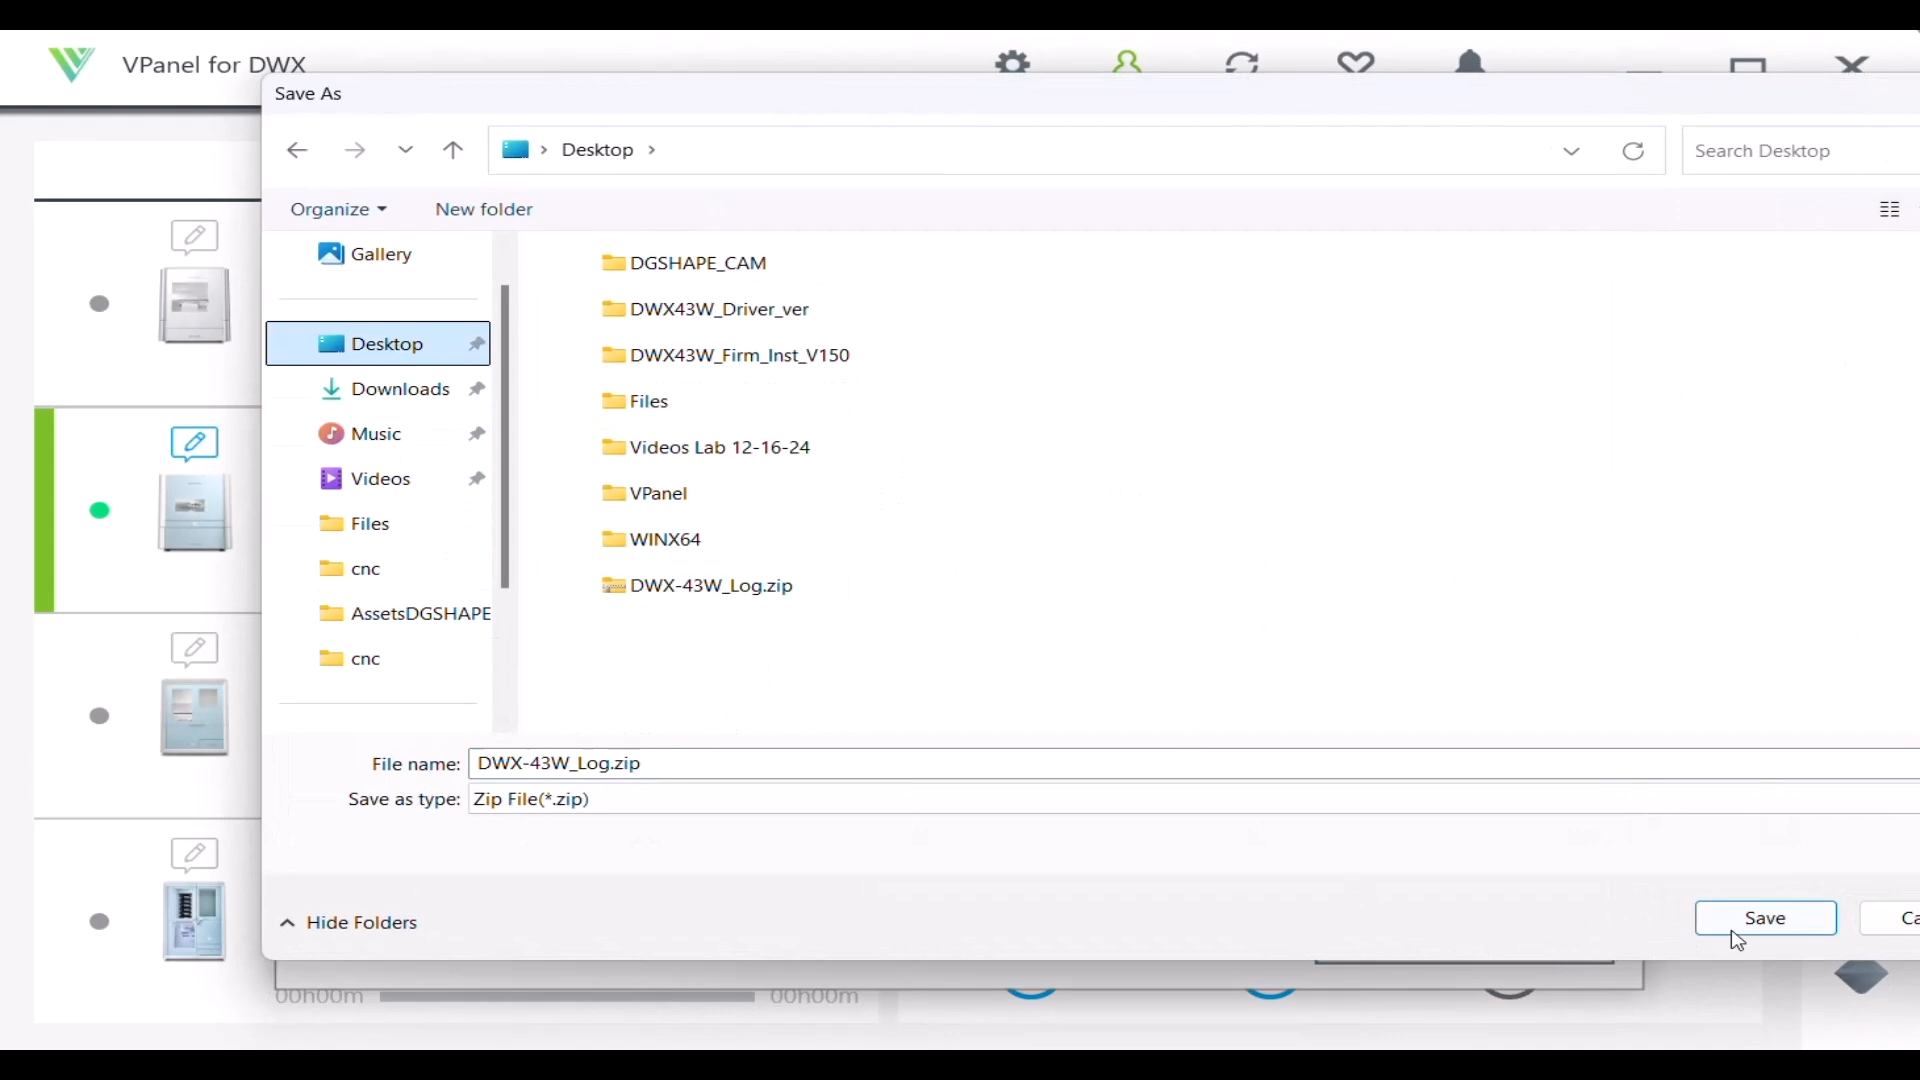 VPanel for DWX
Save As
Desktop
Search Desktop
Organize
New folder
Gallery
Desktop
Downloads
Music
Videos
Files
cnc
AssetsDGSHAPE
cnc
DGSHAPE_CAM
DWX43W_Driver_ver
DWX43W_Firm_Inst_V150
Files
Videos Lab 12-16-24
VPanel
WINX64
DWX-43W_Log.zip
File name: DWX-43W_Log.zip
Save as type: Zip File(*.zip)
Hide Folders
Save
Ca
00h00m
00h00m